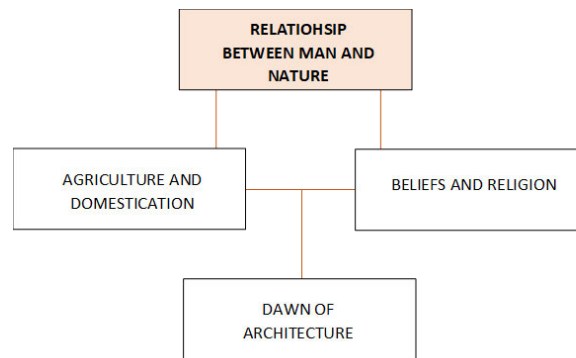 RELATIOHSIP
BETWEEN MAN AND
NATURE
AGRICULTURE AND
DOMESTICATION
BELIEFS AND RELIGION
DAWN OF
ARCHITECTURE